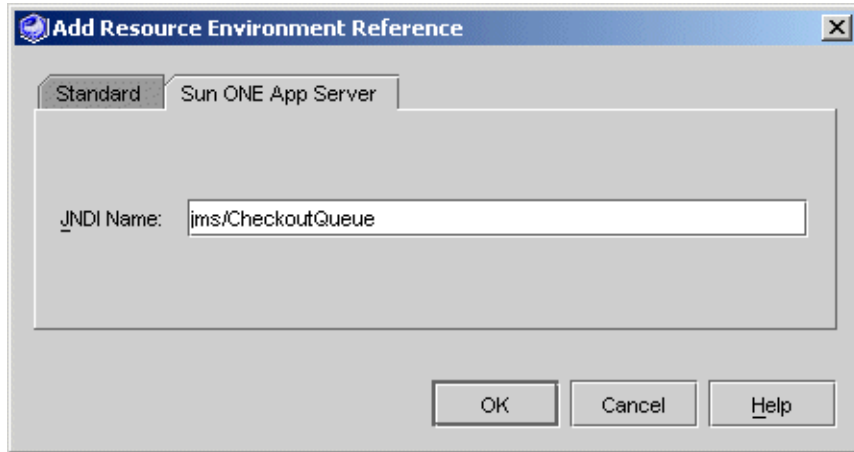 Add Resource Environment Reference
Standard
Sun ONE App Server
JNDI Name:
jms/CheckoutQueue
OK
Cancel
Help